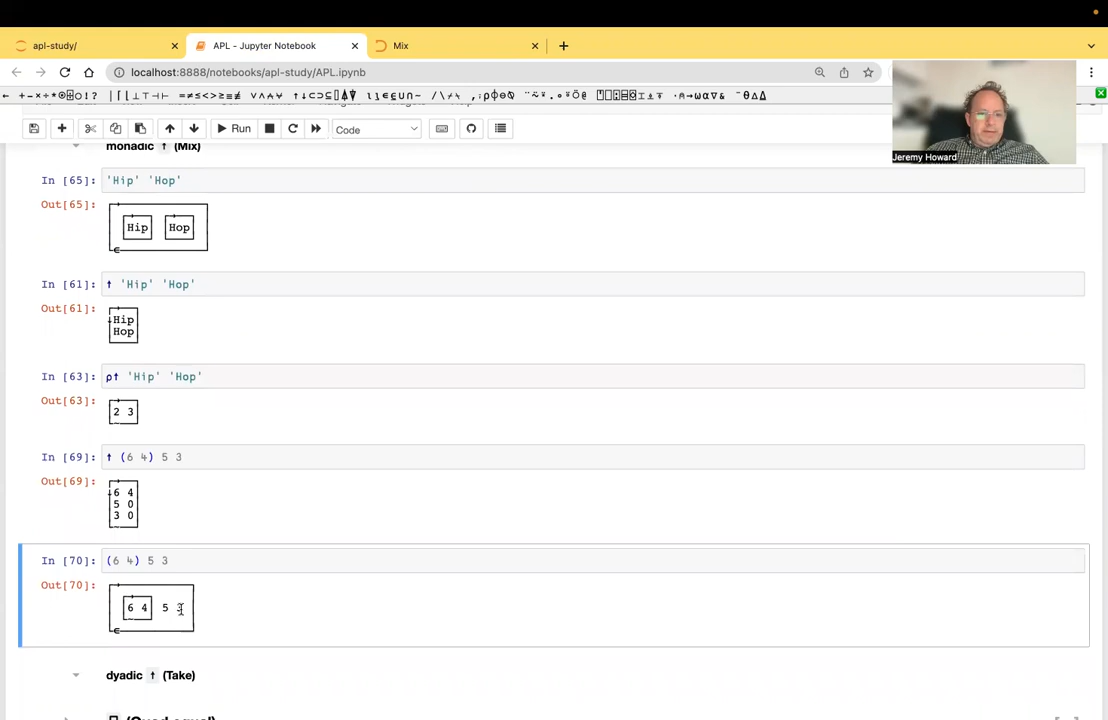 apl-study/
APL - Jupyter Notebook
Mix
localhost:8888/notebooks/apl-study/APL.ipynb
Run
Code
Jeremy Howard
monadic ↑ (Mix)
In [65]: 'Hip' 'Hop'
Out[65]:
Hip Hop
In [61]: ↑ 'Hip' 'Hop'
Out[61]:
Hip
Hop
In [63]: ⍴↑ 'Hip' 'Hop'
Out[63]:
2 3
In [69]: ↑ (6 4) 5 3
Out[69]:
6 4
5 0
3 0
In [70]: (6 4) 5 3
Out[70]:
6 4 5 3
dyadic ↑ (Take)